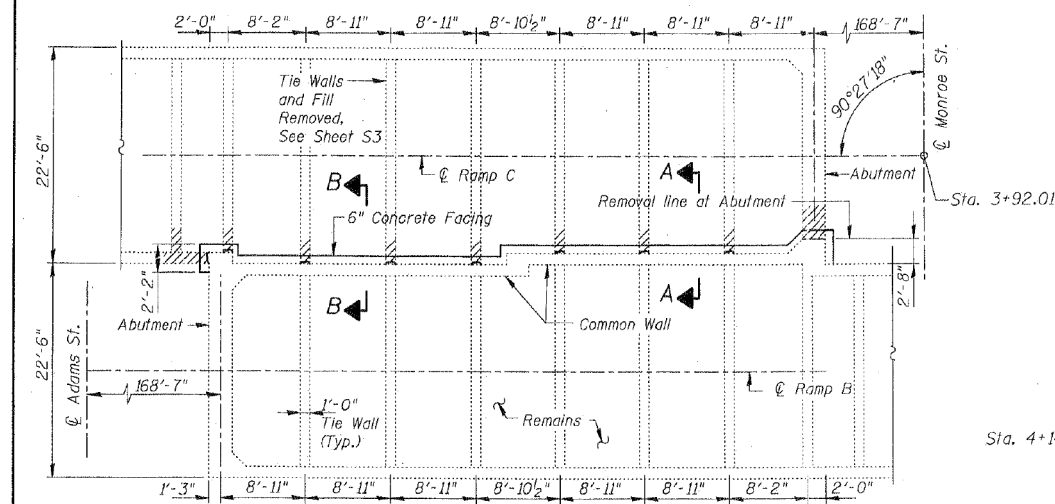 2'-0" 8'-2" 8'-11" 8'-11" 8'-10½" 8'-11" 8'-11" 8'-11" 168'-7"
Tie Walls
and Fill
Removed,
See Sheet S3
90°27'18"
℄ Monroe St.
22'-6"
℄ Ramp C
Abutment
B
A
Sta. 3+92.01
Removal line at Abutment
6" Concrete Facing
2'-2"
2'-8"
B
A
Abutment
Common Wall
22'-6"
℄ Adams St.
168'-7"
℄ Ramp B
1'-0"
Tie Wall
(Typ.)
Remains
Sta. 4+1
1'-3" 8'-11" 8'-11" 8'-11" 8'-10½" 8'-11" 8'-11" 8'-2" 2'-0"